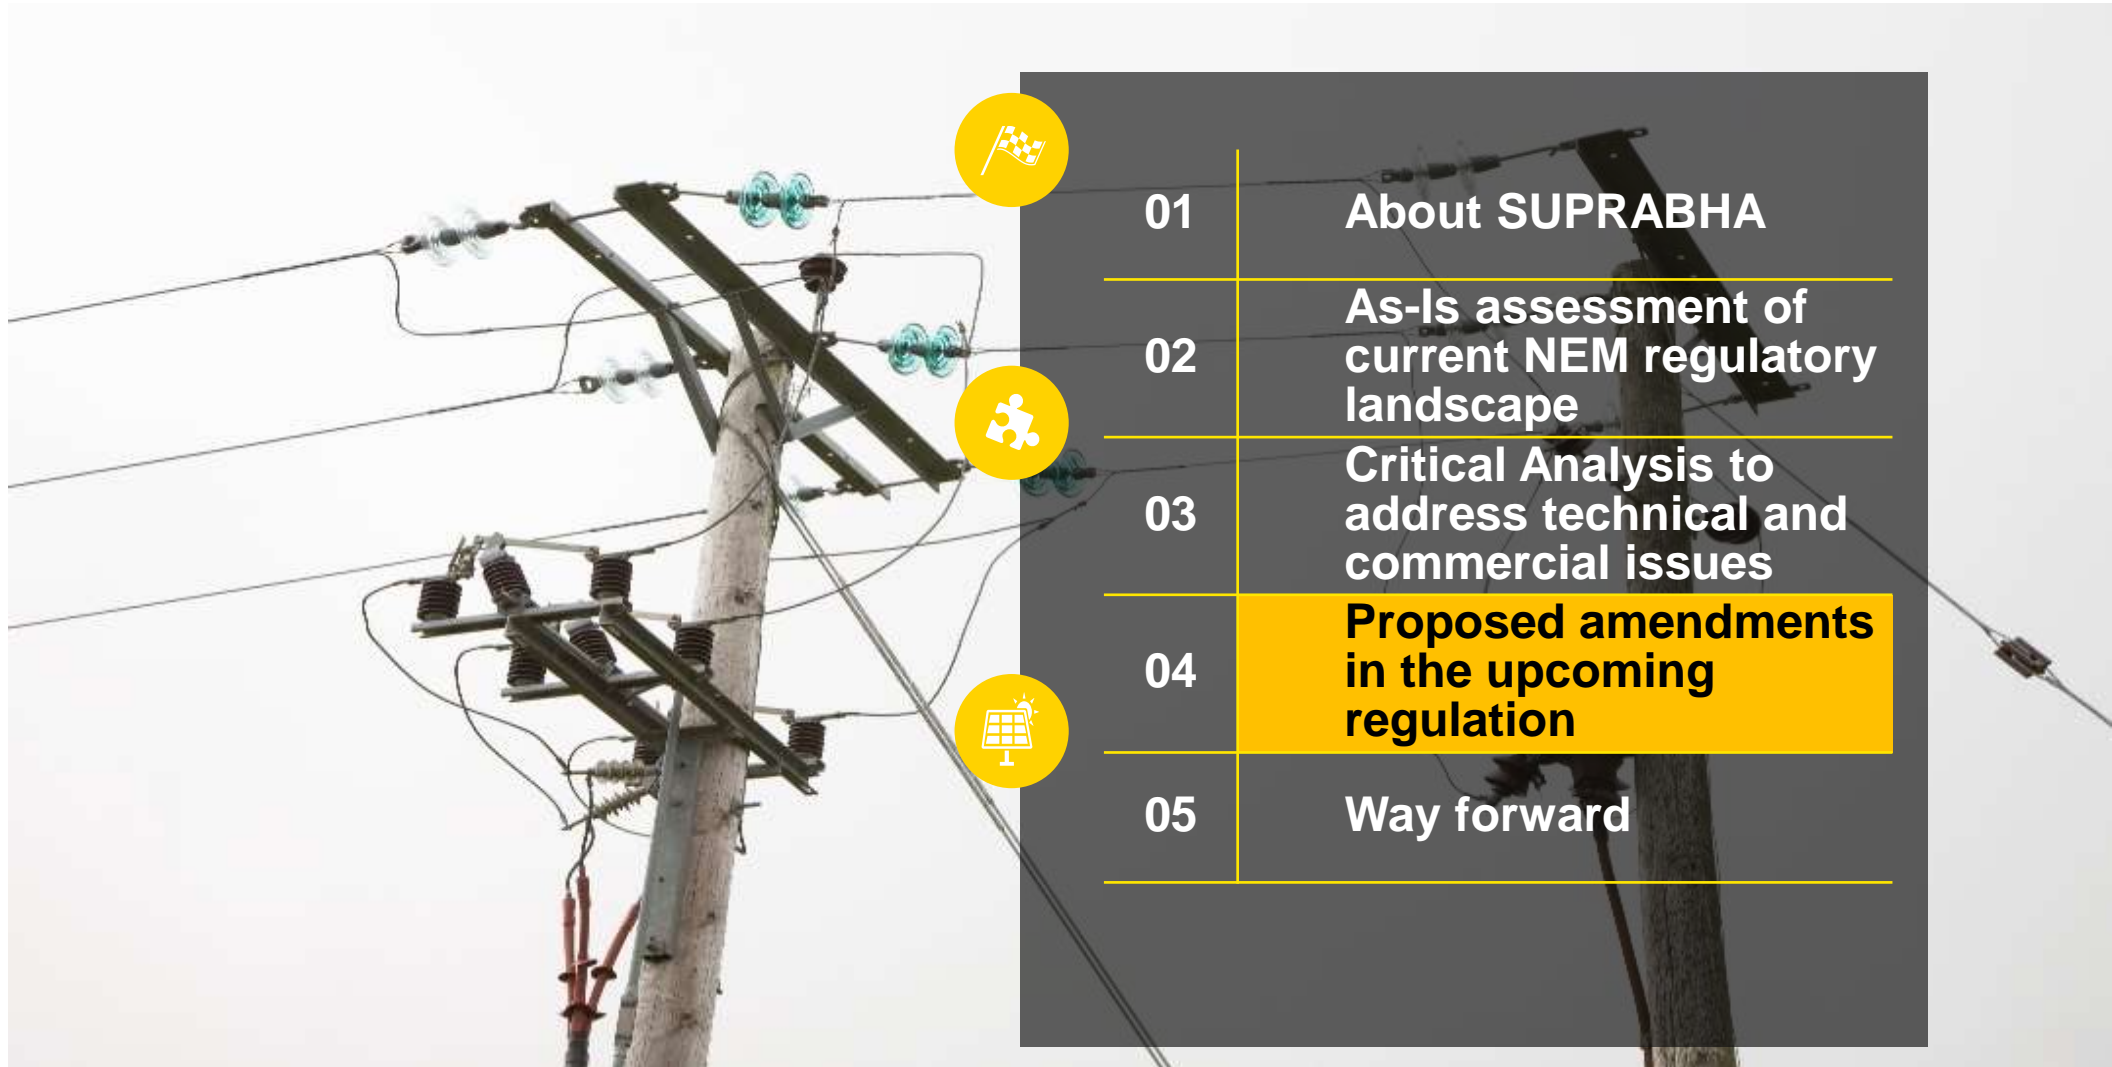 01 About SUPRABHA
As-Is assessment of
02 current NEM regulatory
landscape
Critical Analysis to
03 address technical and
commercial issues
Proposed amendments
04 in the upcoming
regulation
05 Way forward